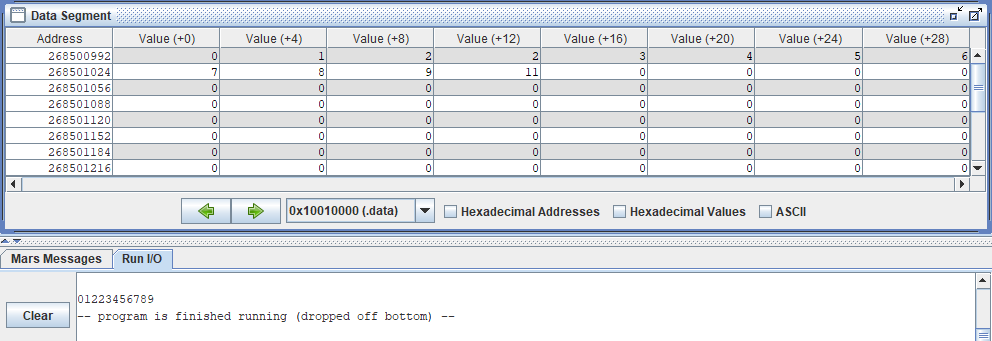 Data Segment
Address Value (+0) Value (+4) Value (+8) Value (+12) Value (+16) Value (+20) Value (+24) Value (+28)
268500992 0 1 2 2 3 4 5 6
268501024 7 8 9 11 0 0 0 0
268501056 0 0 0 0 0 0 0 0
268501088 0 0 0 0 0 0 0 0
268501120 0 0 0 0 0 0 0 0
268501152 0 0 0 0 0 0 0 0
268501184 0 0 0 0 0 0 0 0
268501216 0 0 0 0 0 0 0 0
0x10010000 (.data) Hexadecimal Addresses Hexadecimal Values ASCII
Mars Messages Run I/O
01223456789
Clear -- program is finished running (dropped off bottom) --